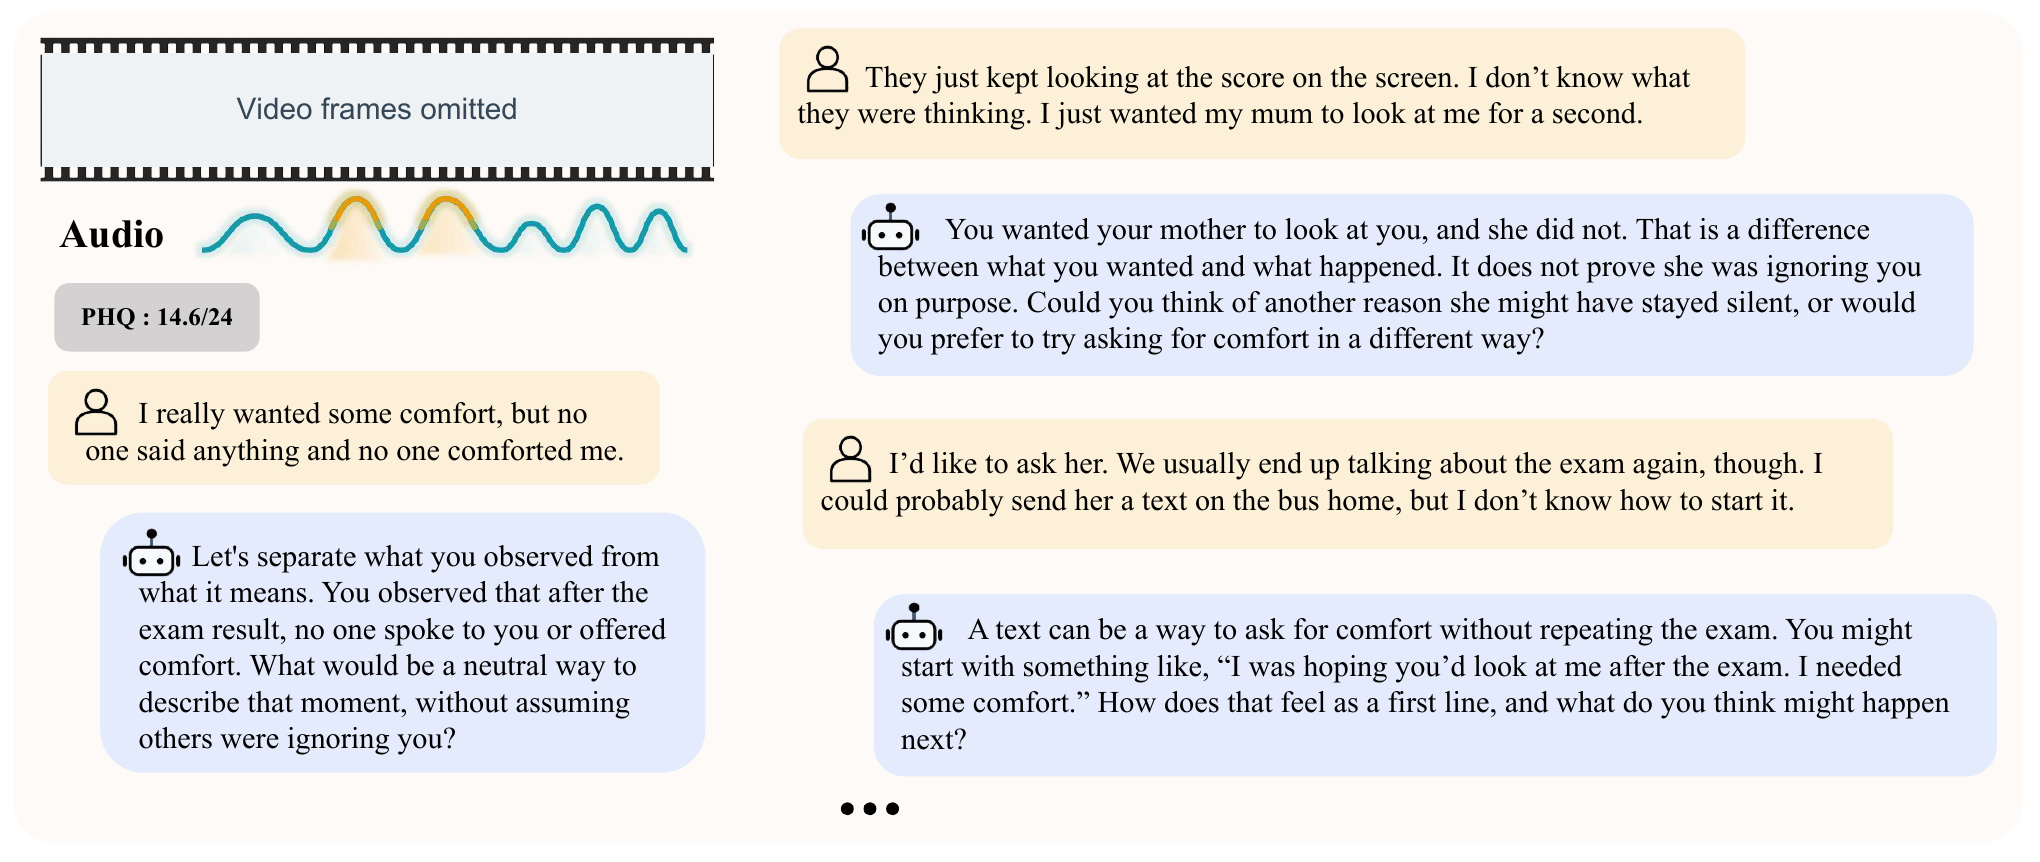 Video frames omitted
Audio
PHQ : 14.6/24
I really wanted some comfort, but no
one said anything and no one comforted me.
Let's separate what you observed from
what it means. You observed that after the
exam result, no one spoke to you or offered
comfort. What would be a neutral way to
describe that moment, without assuming
others were ignoring you?
They just kept looking at the score on the screen. I don’t know what
they were thinking. I just wanted my mum to look at me for a second.
You wanted your mother to look at you, and she did not. That is a difference
between what you wanted and what happened. It does not prove she was ignoring you
on purpose. Could you think of another reason she might have stayed silent, or would
you prefer to try asking for comfort in a different way?
I’d like to ask her. We usually end up talking about the exam again, though. I
could probably send her a text on the bus home, but I don’t know how to start it.
A text can be a way to ask for comfort without repeating the exam. You might
start with something like, “I was hoping you’d look at me after the exam. I needed
some comfort.” How does that feel as a first line, and what do you think might happen
next?